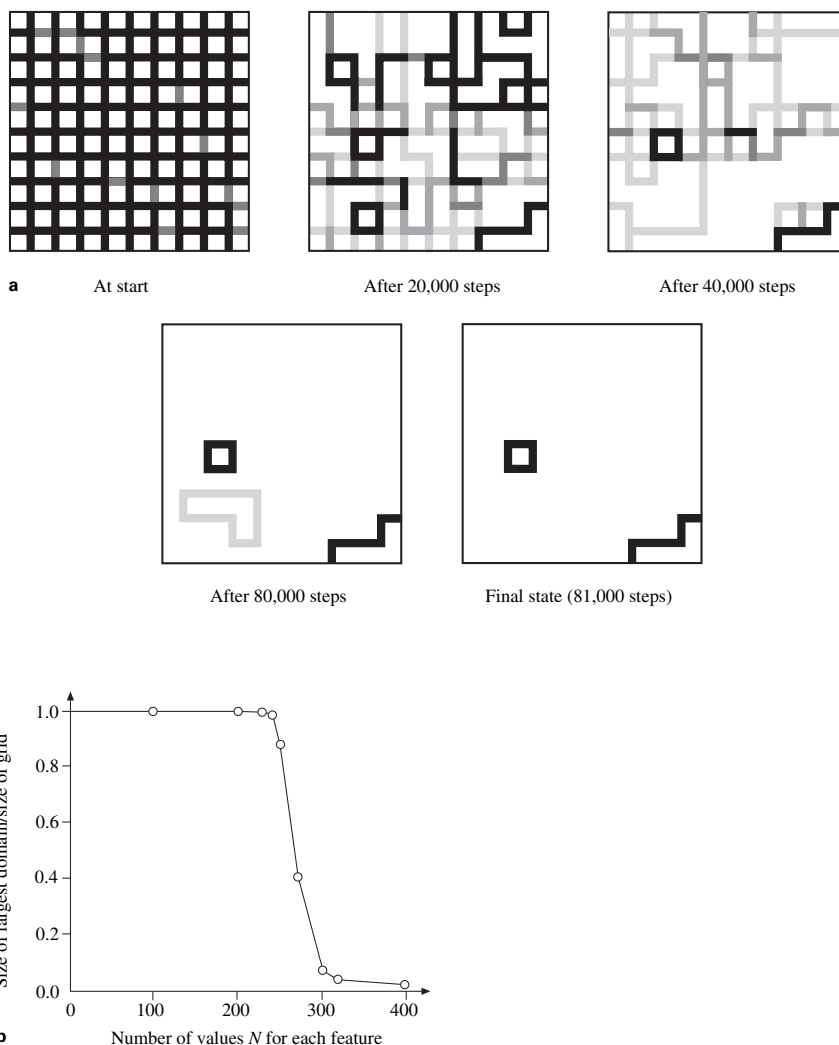 a
At start
After 20,000 steps
After 40,000 steps
After 80,000 steps
Final state (81,000 steps)
1.0
0.8
0.6
0.4
0.2
0.0
Size of largest domain/size of grid
0
100
200
300
400
b
Number of values N for each feature